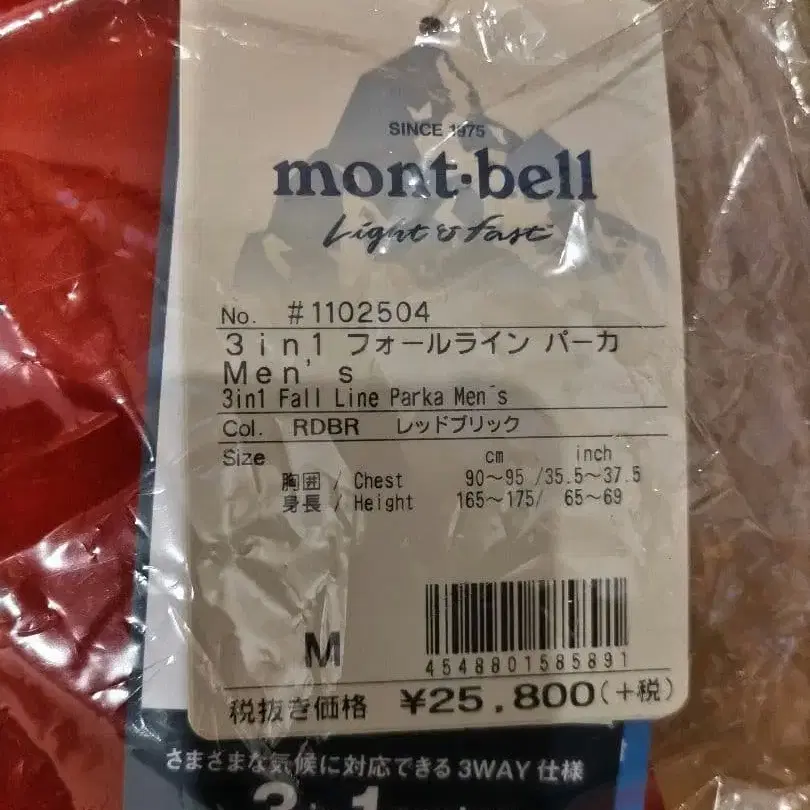 SINCE 1975
mont·bell
Light & fast
No. #1102504
3in1 フォールライン パーカ
Men's
3in1 Fall Line Parka Men's
Col. RDBR レッドブリック
Size cm inch
胸囲 / Chest 90~95 /35.5~37.5
身長 / Height 165~175/ 65~69
M
4548801585891
税抜き価格 ¥25,800(+税)
さまざまな気候に対応できる 3WAY 仕様
3in1